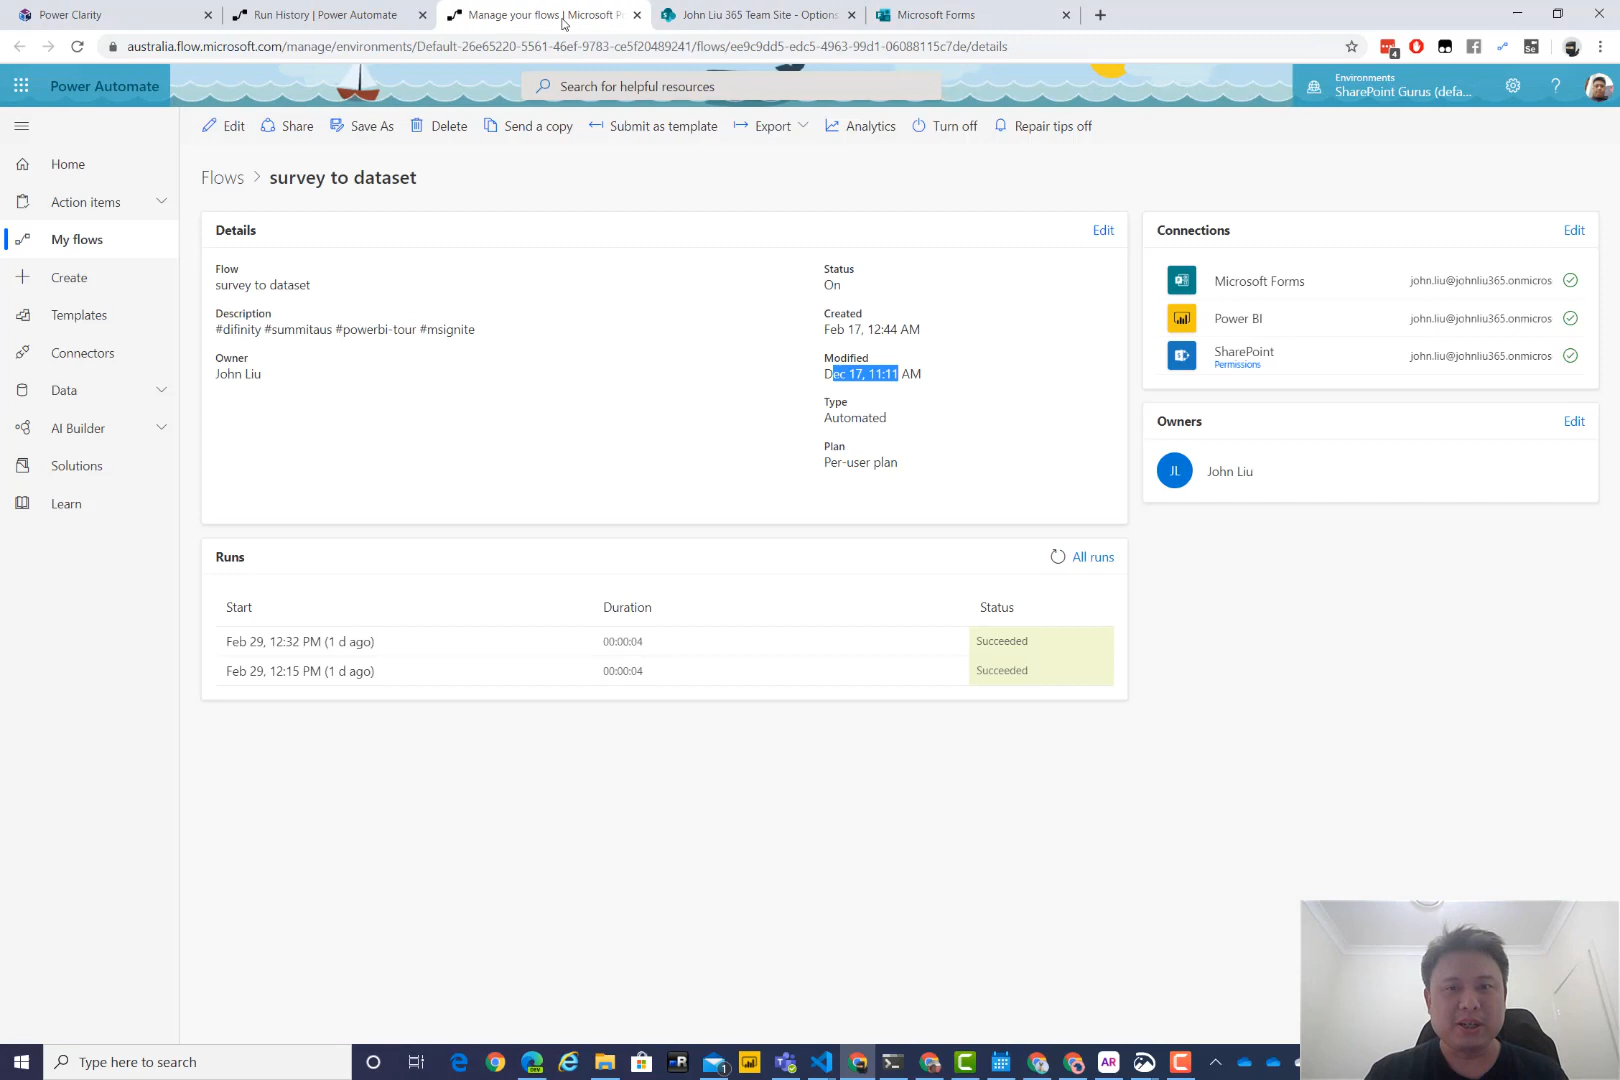 Power Clarity
Run History | Power Automate
Manage your flows | Microsoft P
John Liu 365 Team Site - Options
Microsoft Forms
australia.flow.microsoft.com/manage/environments/Default-26e65220-5561-46ef-9783-ce5f20489241/flows/ee9c9dd5-edc5-4963-99d1-06088115c7de/details
4
Se
Power Automate
Search for helpful resources
Environments
SharePoint Gurus (defa...
?
Edit
Share
Save As
Delete
Send a copy
Submit as template
Export
Analytics
Turn off
Repair tips off
Home
Action items
My flows
Create
Templates
Connectors
Data
AI Builder
Solutions
Learn
Flows > survey to dataset
Details
Edit
Flow
survey to dataset
Description
#difinity #summitaus #powerbi-tour #msignite
Owner
John Liu
Status
On
Created
Feb 17, 12:44 AM
Modified
Dec 17, 11:11 AM
Type
Automated
Plan
Per-user plan
Connections
Edit
Microsoft Forms
john.liu@johnliu365.onmicros
Power BI
john.liu@johnliu365.onmicros
SharePoint
Permissions
john.liu@johnliu365.onmicros
Owners
Edit
JL
John Liu
Runs
All runs
Start
Duration
Status
Feb 29, 12:32 PM (1 d ago)
00:00:04
Succeeded
Feb 29, 12:15 PM (1 d ago)
00:00:04
Succeeded
Type here to search
DEV
1
AR